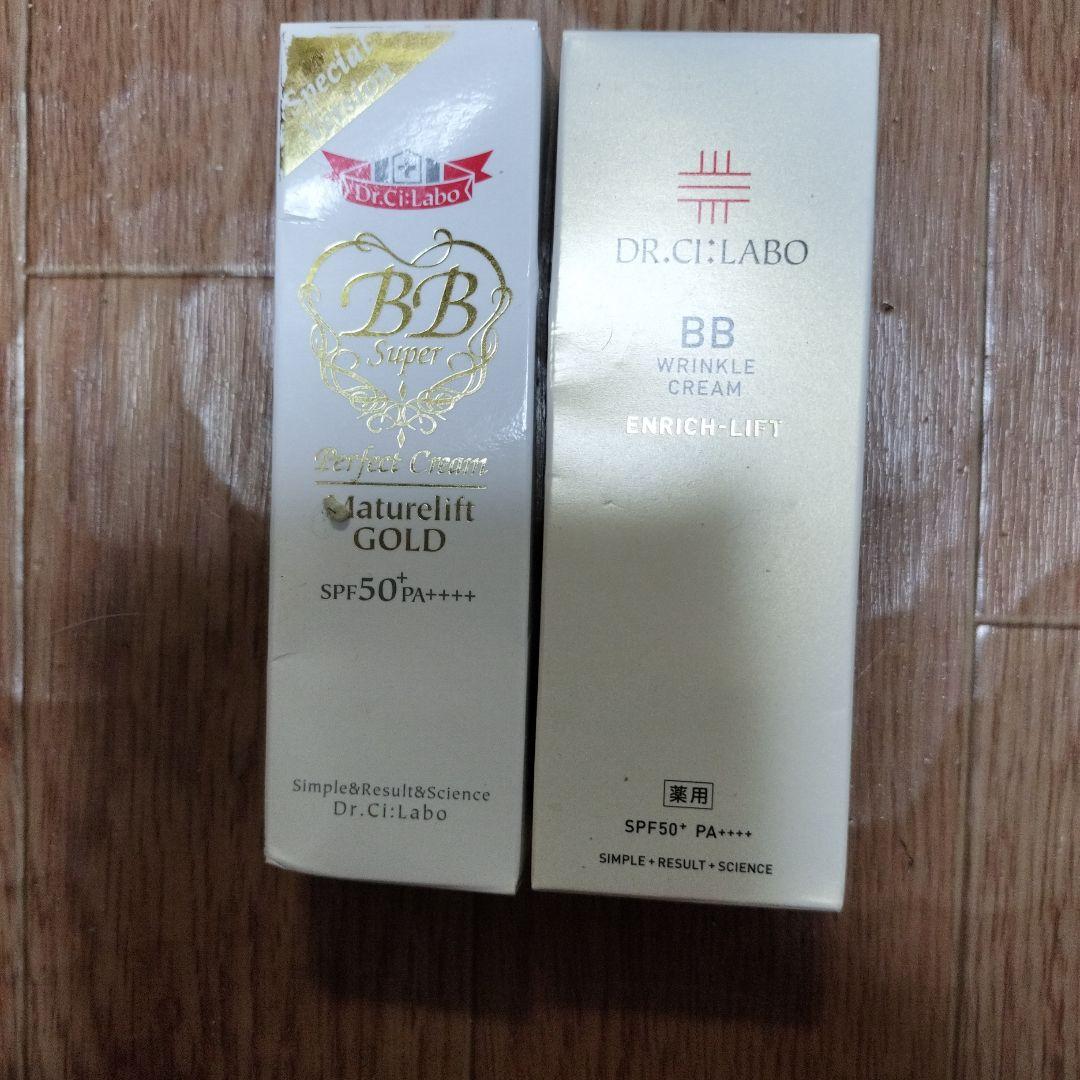 Special
Version
Dr.Ci:Labo
BB
Super
Perfect Cream
Maturelift
GOLD
SPF50+PA++++
Simple&Result&Science
Dr.Ci:Labo
DR.CI:LABO
BB
WRINKLE
CREAM
ENRICH-LIFT
薬用
SPF50+ PA++++
SIMPLE+RESULT+SCIENCE